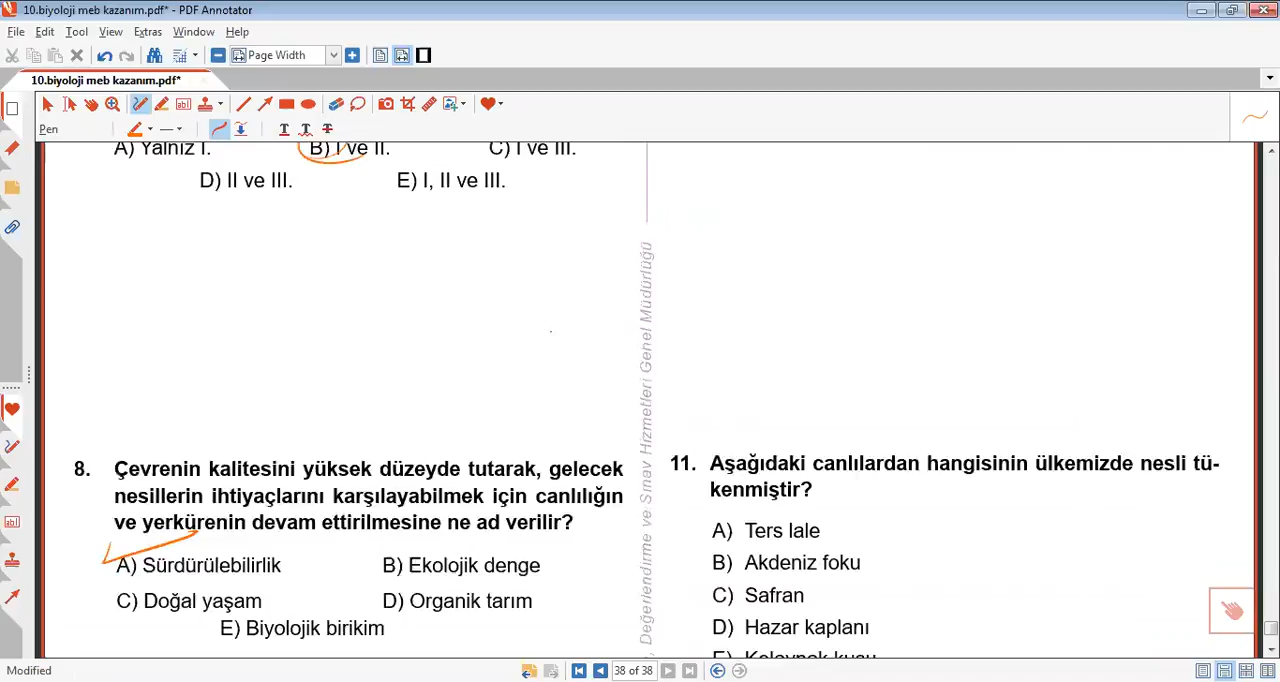 10.biyoloji meb kazanım.pdf* - PDF Annotator
File Edit Tool View Extras Window Help
Page Width
10.biyoloji meb kazanım.pdf*
Pen
A) Yalnız I. B) I ve II. C) I ve III.
D) II ve III. E) I, II ve III.
8. Çevrenin kalitesini yüksek düzeyde tutarak, gelecek
nesillerin ihtiyaçlarını karşılayabilmek için canlılığın
ve yerkürenin devam ettirilmesine ne ad verilir?
A) Sürdürülebilirlik B) Ekolojik denge
C) Doğal yaşam D) Organik tarım
E) Biyolojik birikim
, Değerlendirme ve Sınav Hizmetleri Genel Müdürlüğü
11. Aşağıdaki canlılardan hangisinin ülkemizde nesli tü-
kenmiştir?
A) Ters lale
B) Akdeniz foku
C) Safran
D) Hazar kaplanı
E) Kelaynak kuşu
Modified
38 of 38